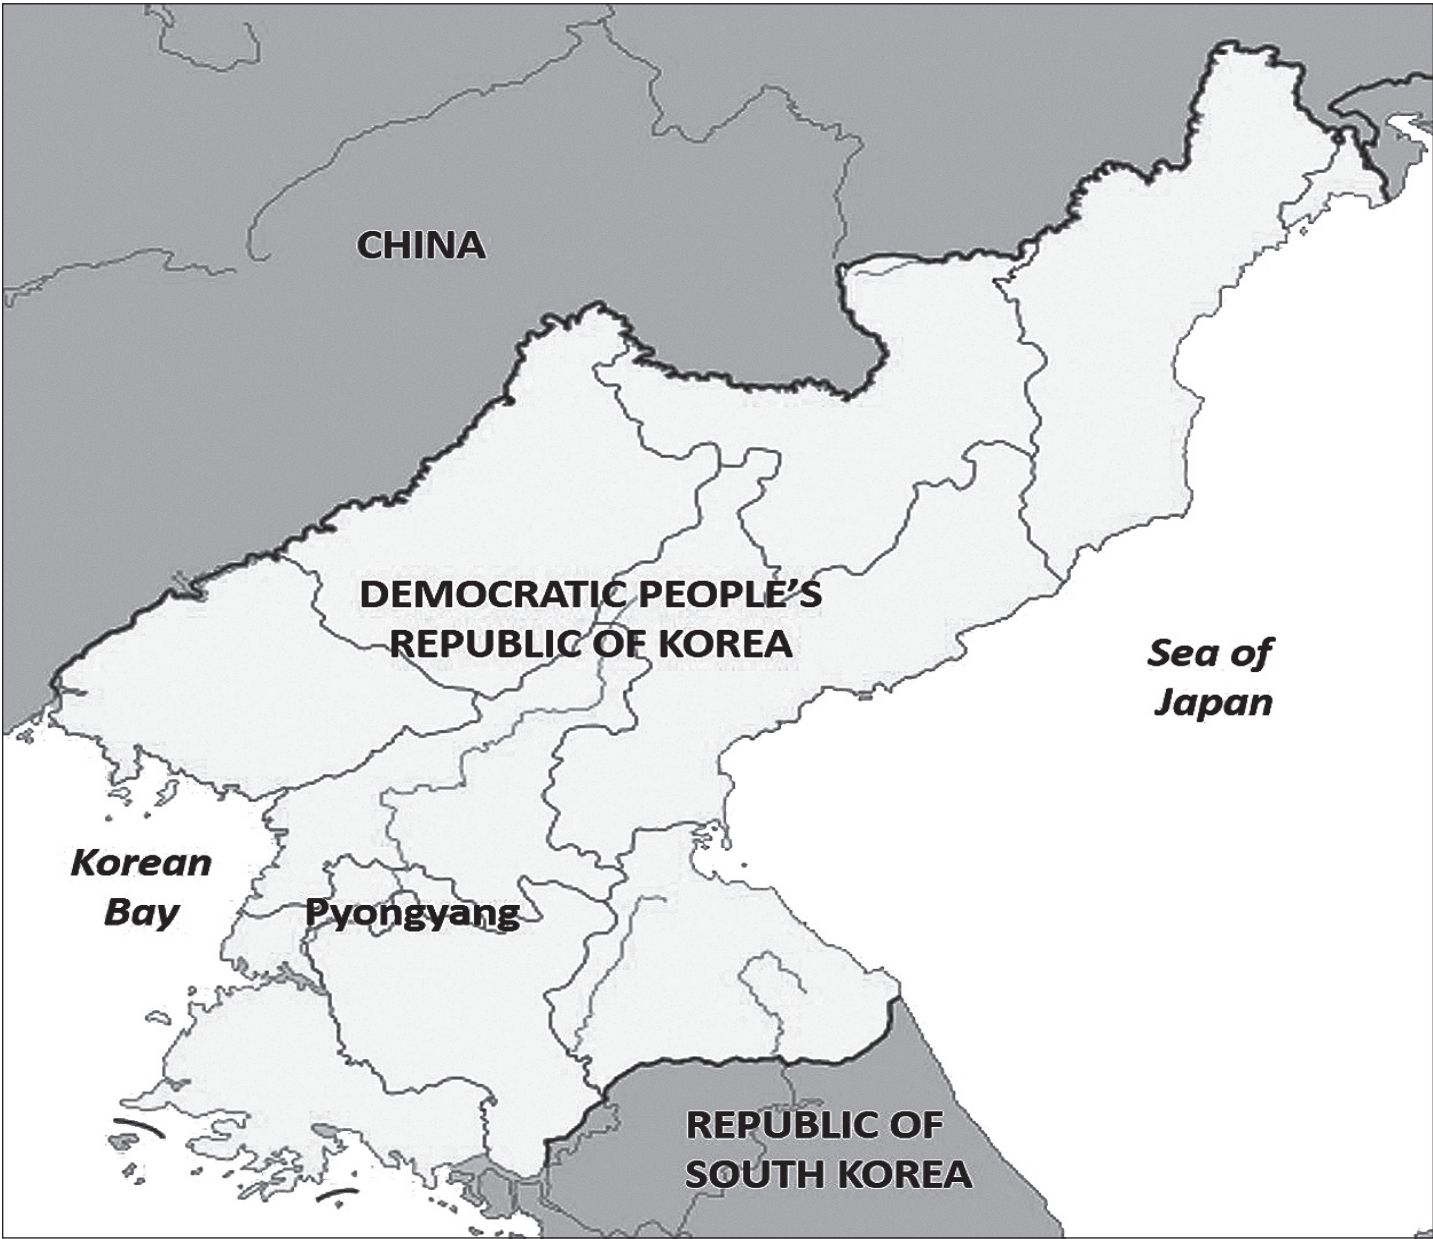 CHINA
DEMOCRATIC PEOPLE'S
REPUBLIC OF KOREA
Sea of
Japan
Korean
Bay
Pyongyang
REPUBLIC OF
SOUTH KOREA